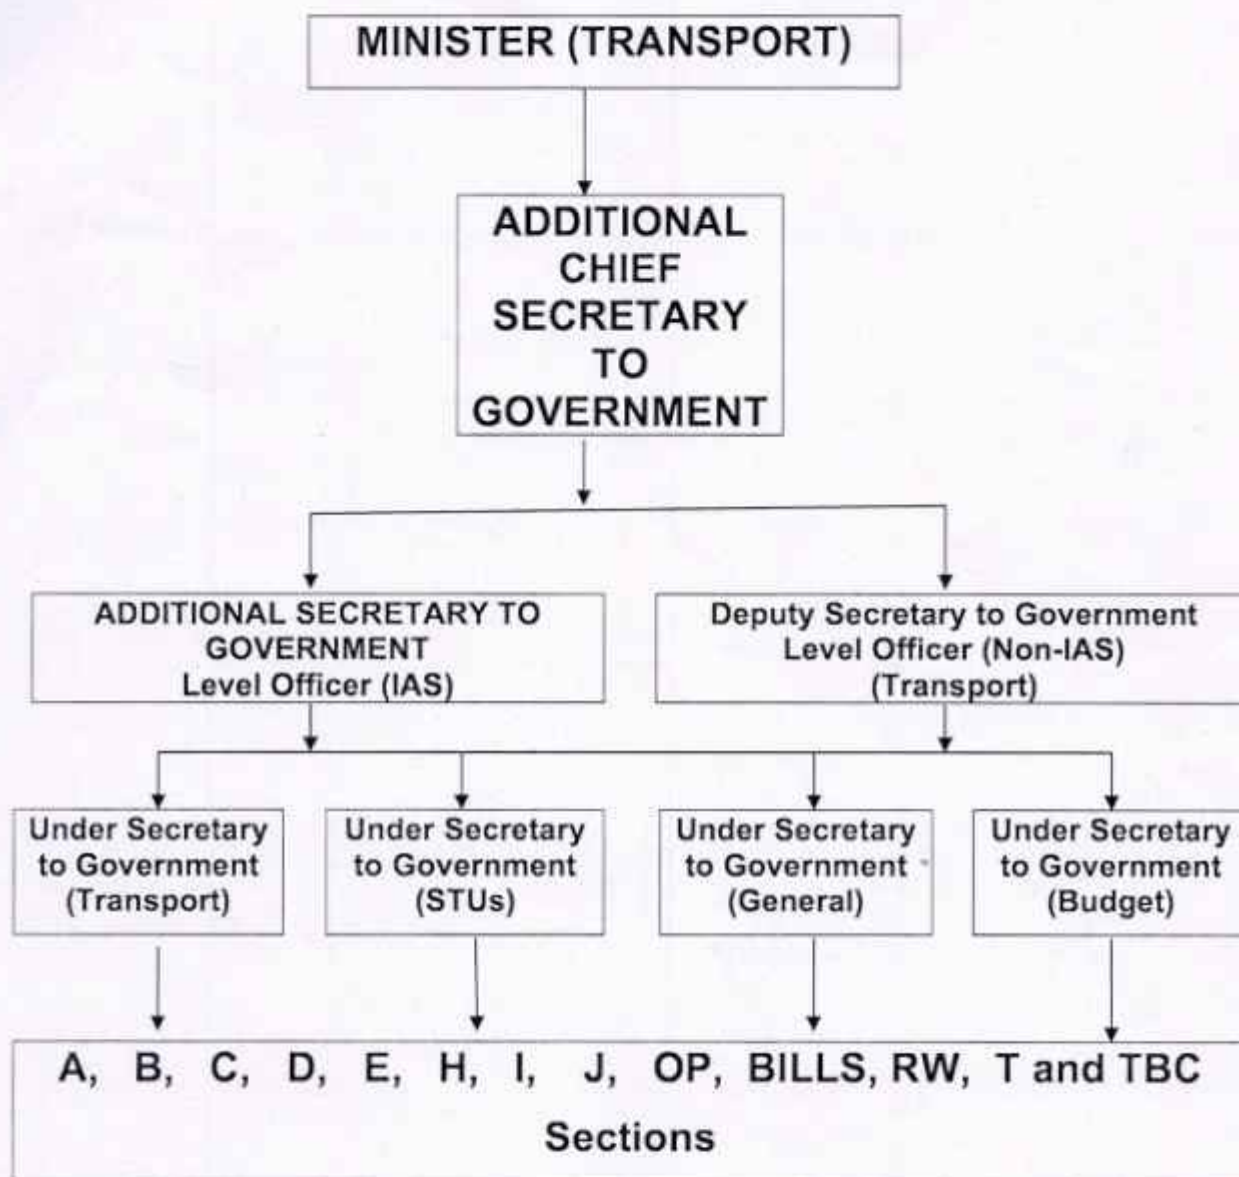 MINISTER (TRANSPORT)
ADDITIONAL
CHIEF
SECRETARY
TO
GOVERNMENT
ADDITIONAL SECRETARY TO
GOVERNMENT
Level Officer (IAS)
Deputy Secretary to Government
Level Officer (Non-IAS)
(Transport)
Under Secretary
to Government
(Transport)
Under Secretary
to Government
(STUs)
Under Secretary
to Government
(General)
Under Secretary
to Government
(Budget)
A, B, C, D, E, H, I, J, OP, BILLS, RW, T and TBC
Sections